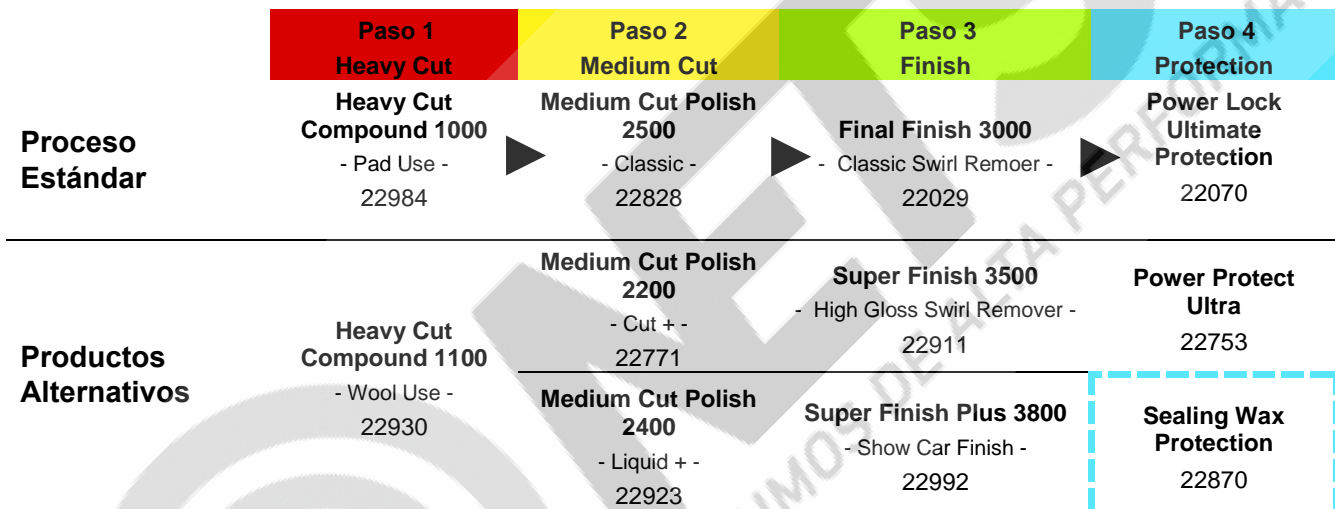 Paso 1
Heavy Cut
Paso 2
Medium Cut
Paso 3
Finish
Paso 4
Protection
Proceso
Estándar
Heavy Cut
Compound 1000
- Pad Use -
22984
Medium Cut Polish
2500
- Classic -
22828
Final Finish 3000
- Classic Swirl Remoer -
22029
Power Lock
Ultimate
Protection
22070
Productos
Alternativos
Heavy Cut
Compound 1100
- Wool Use -
22930
Medium Cut Polish
2200
- Cut + -
22771
Medium Cut Polish
2400
- Liquid + -
22923
Super Finish 3500
- High Gloss Swirl Remover -
22911
Super Finish Plus 3800
- Show Car Finish -
22992
Power Protect
Ultra
22753
Sealing Wax
Protection
22870